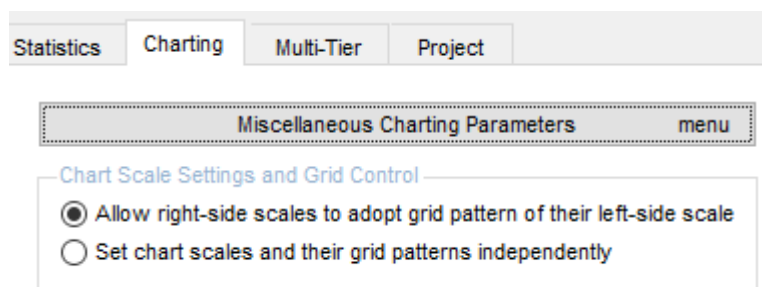 Statistics Charting Multi-Tier Project
Miscellaneous Charting Parameters menu
Chart Scale Settings and Grid Control
Allow right-side scales to adopt grid pattern of their left-side scale
Set chart scales and their grid patterns independently